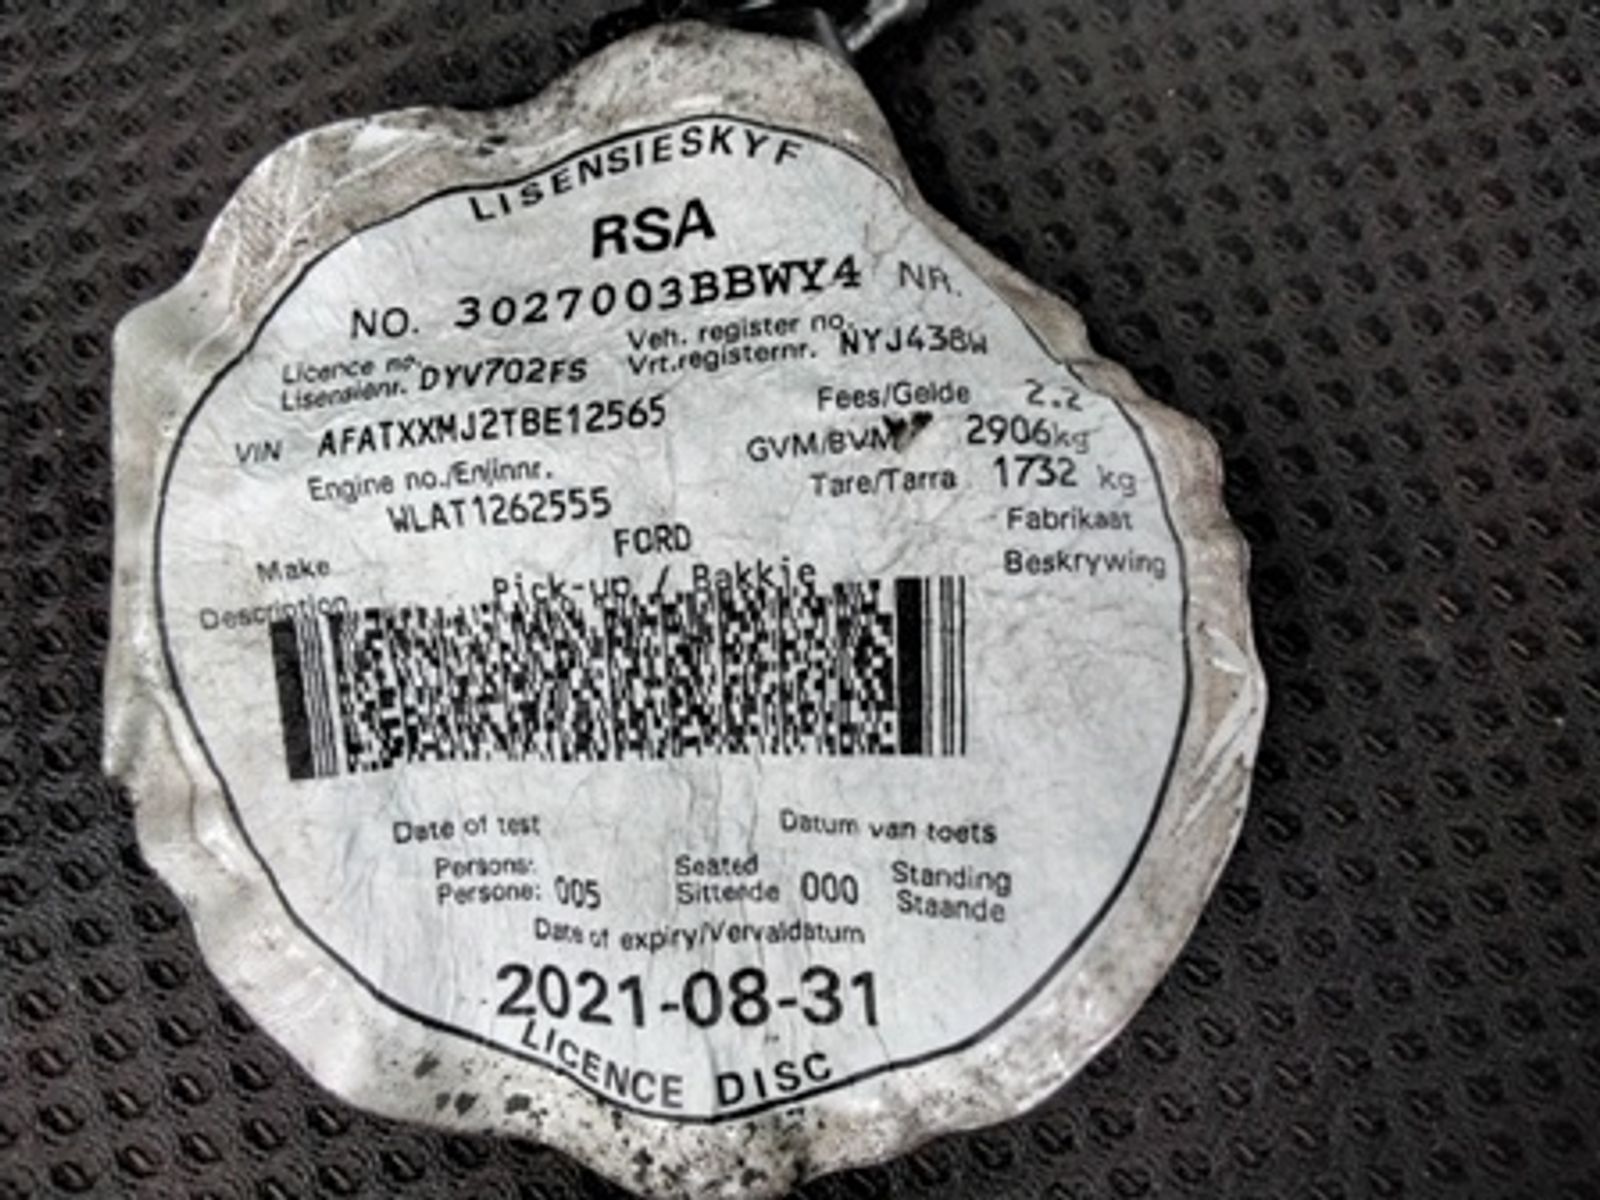 LISENSIESKYF
RSA
NO. 3027003BBWY4 NR.
Licence no. Veh. register no.
Lisensienr. DYV702FS Vrt.registernr. NYJ438W
VIN AFATXXMJ2TBE12565 Fees/Gelde 2.2
Engine no./Enjinnr. GVM/BVM 2906kg
WLAT1262555 Tare/Tarra 1732 kg
Make FORD Fabrikaat
Description Pick-up / Bakkie Beskrywing
Date of test Datum van toets
Persons: Seated Standing
Persone: 005 Sittende 000 Staande
Date of expiry/Vervaldatum
2021-08-31
LICENCE DISC